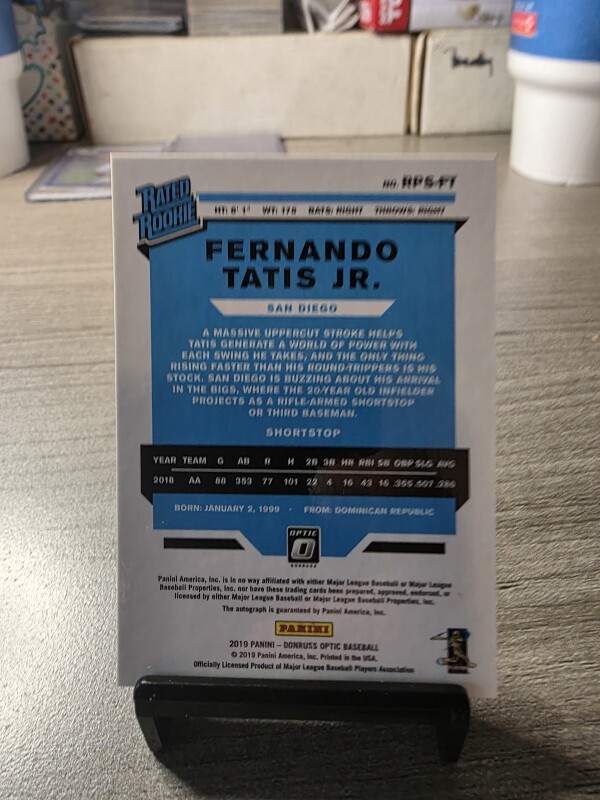 NO. RPS-FT
RATED
ROOKIE
HT: 6' 1" WT: 175 BATS: RIGHT THROWS: RIGHT
FERNANDO
TATIS JR.
SAN DIEGO
A MASSIVE UPPERCUT STROKE HELPS
TATIS GENERATE A WORLD OF POWER WITH
EACH SWING HE TAKES, AND THE ONLY THING
RISING FASTER THAN HIS ROUND-TRIPPERS IS HIS
STOCK. SAN DIEGO IS BUZZING ABOUT HIS ARRIVAL
IN THE BIGS, WHERE THE 20-YEAR OLD INFIELDER
PROJECTS AS A RIFLE-ARMED SHORTSTOP
OR THIRD BASEMAN.
SHORTSTOP
YEAR TEAM G AB R H 2B 3B HR RBI SB OBP SLG AVG
2018 AA 88 353 77 101 22 4 16 43 16 .355 .507 .286
BORN: JANUARY 2, 1999 · FROM: DOMINICAN REPUBLIC
OPTIC
DONRUSS
Panini America, Inc. is in no way affiliated with either Major League Baseball or Major League
Baseball Properties, Inc. nor have these trading cards been prepared, approved, endorsed, or
licensed by either Major League Baseball or Major League Baseball Properties, Inc.
The autograph is guaranteed by Panini America, Inc.
PANINI
2019 PANINI – DONRUSS OPTIC BASEBALL
© 2019 Panini America, Inc. Printed in the USA.
Officially Licensed Product of Major League Baseball Players Association